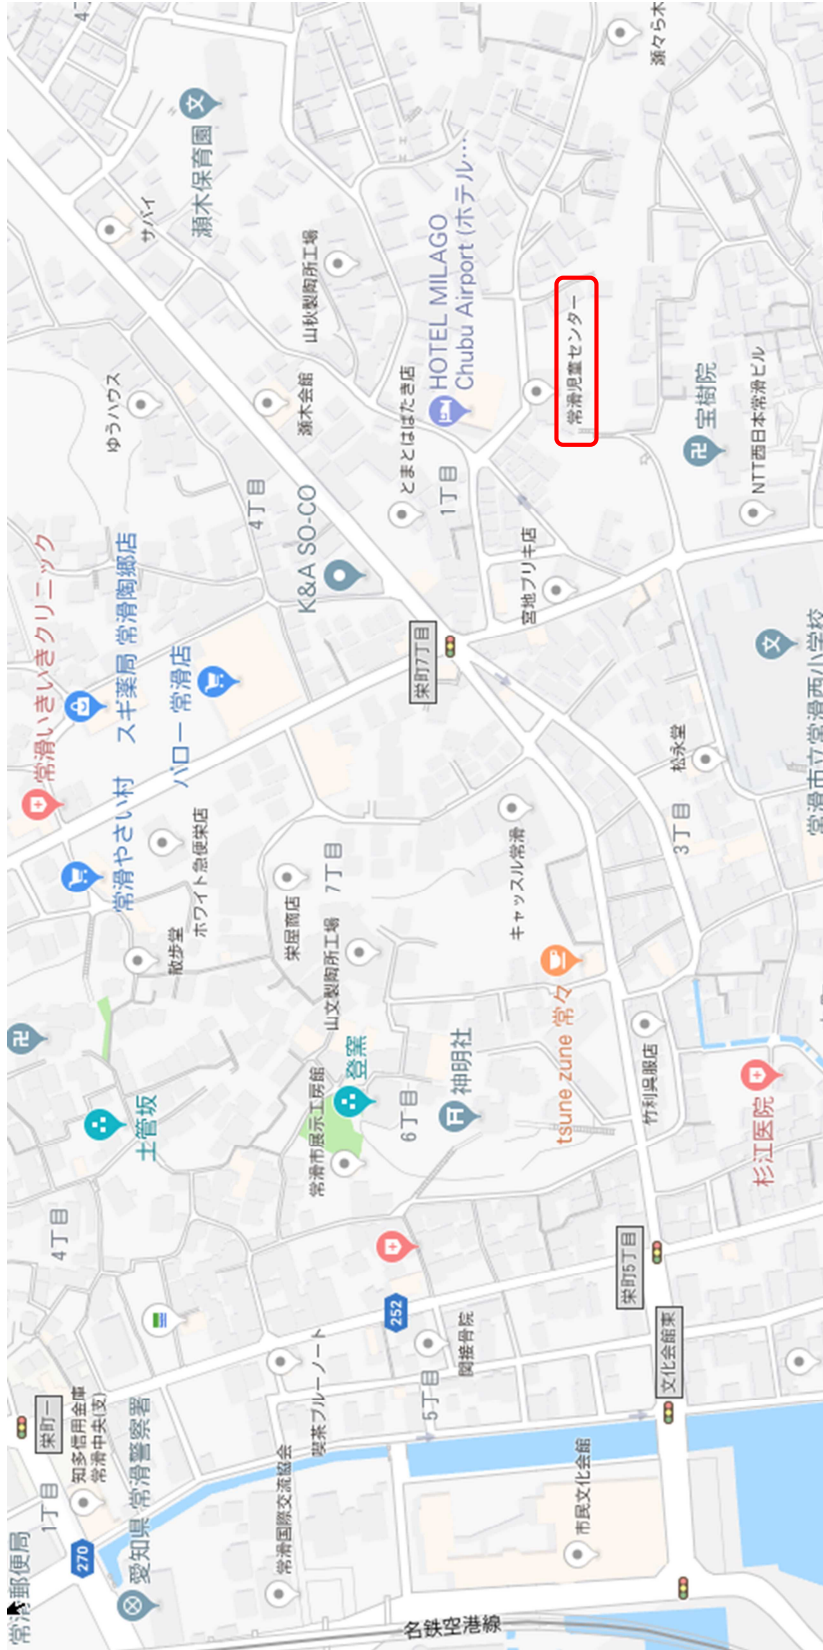 常滑郵便局
栄町一
1丁目
4丁目
常滑いきいきクリニック
4丁
270
知多信用金庫
常滑中央(支)
愛知県 常滑警察署
土管坂
常滑やさい村
スギ薬局 常滑陶郷店
ゆうハウス
サバイ
散歩堂
ホワイト急便栄店
バロー 常滑店
瀬木保育園
常滑国際交流協会
喫茶ブルーノート
常滑市展示工房館
栄屋商店
4丁目
K&A SO-CO
瀬木会館
山秋製陶所工場
登窯
山文製陶所工場
7丁目
名鉄空港線
252
5丁目
6丁目
栄町7丁目
とまとはばたき店
1丁目
HOTEL MILAGO
Chubu Airport (ホテル…
関接骨院
神明社
キャッスル常滑
宮地ブリキ店
市民文化会館
tsune zune 常々
常滑児童センター
栄町5丁目
竹利呉服店
文化会館東
3丁目
松永堂
宝樹院
瀬々らホ
杉江医院
NTT西日本常滑ビル
常滑市立常滑西小学校